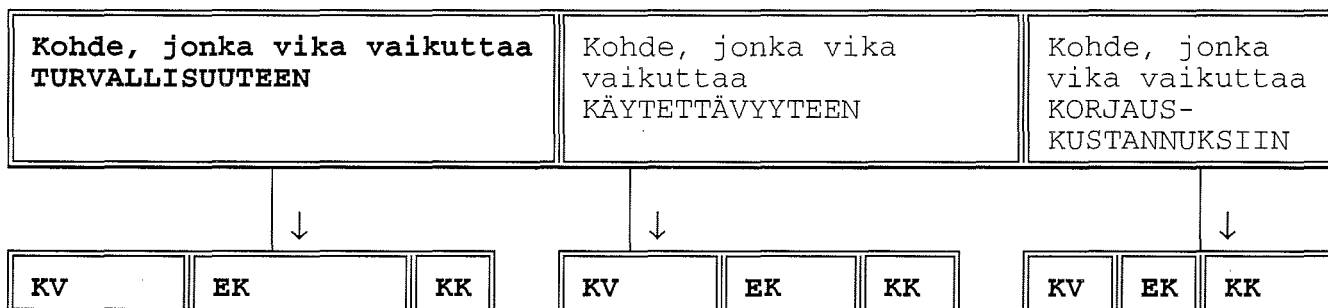 Kohde, jonka vika vaikuttaa
TURVALLISUUTEEN
Kohde, jonka vika
vaikuttaa
KÄYTETTÄVYYTEEN
Kohde, jonka
vika vaikuttaa
KORJAUS-
KUSTANNUKSIIN
↓ ↓ ↓
KV EK KK KV EK KK KV EK KK